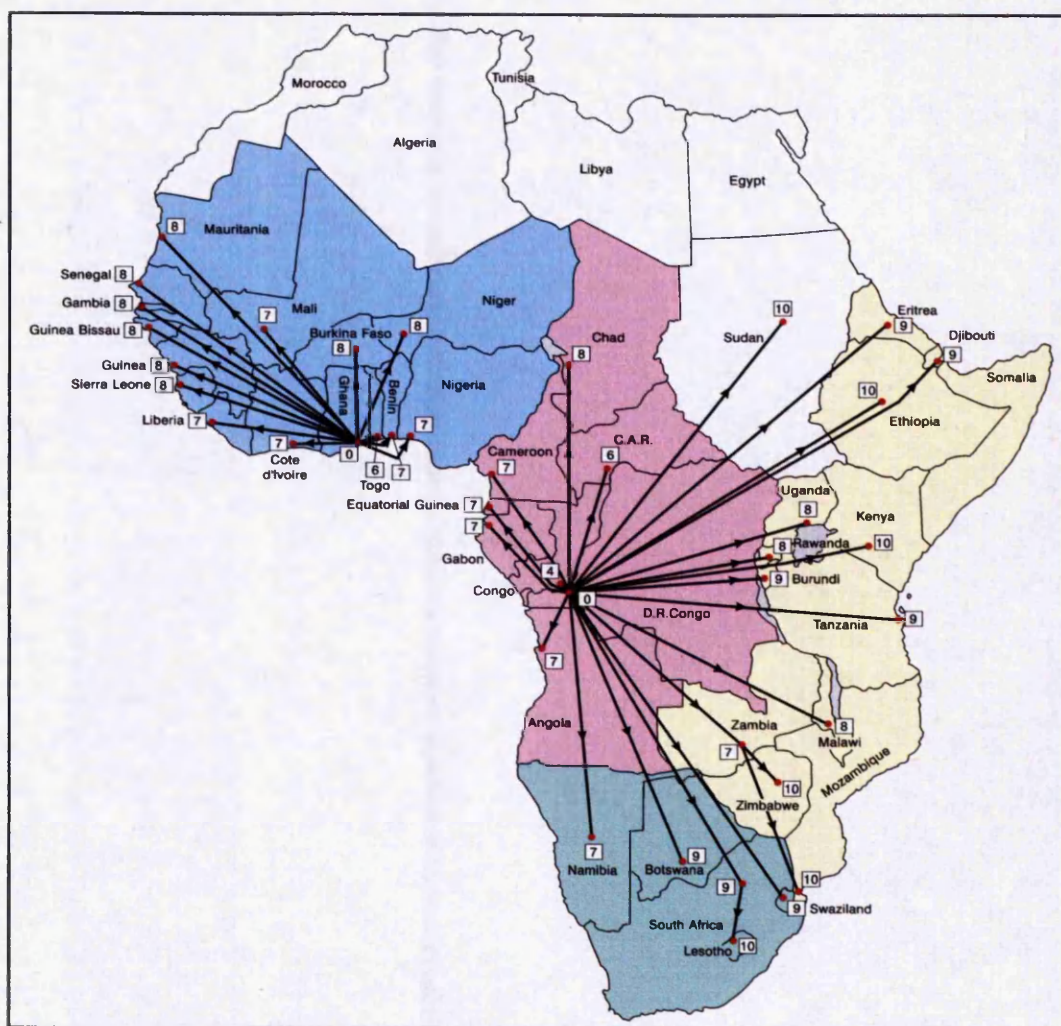 Morocco
Tunisia
Algeria
Libya
Egypt
8
Mauritania
Senegal 8
Gambia 8
Guinea Bissau 8
Mali
7
Niger
Burkina Faso
8
8
Chad
8
Sudan
10
Eritrea
9
Djibouti
9
Somalia
Guinea 8
Sierra Leone 8
Ghana
Benin
Nigeria
10
Ethiopia
Liberia 7
7
Cote
d'Ivoire
0
6
Togo
7
7
Cameroon
7
C.A.R.
6
Equatorial Guinea 7
7
Gabon
Uganda
8
Kenya
8
Rawanda
10
4
Congo
0
9
Burundi
D.R.Congo
Tanzania
9
7
Angola
Zambia
7
8
Malawi
Mozambique
10
Zimbabwe
Namibia
7
Botswana
9
9
10
9
Swaziland
South Africa
Lesotho
10